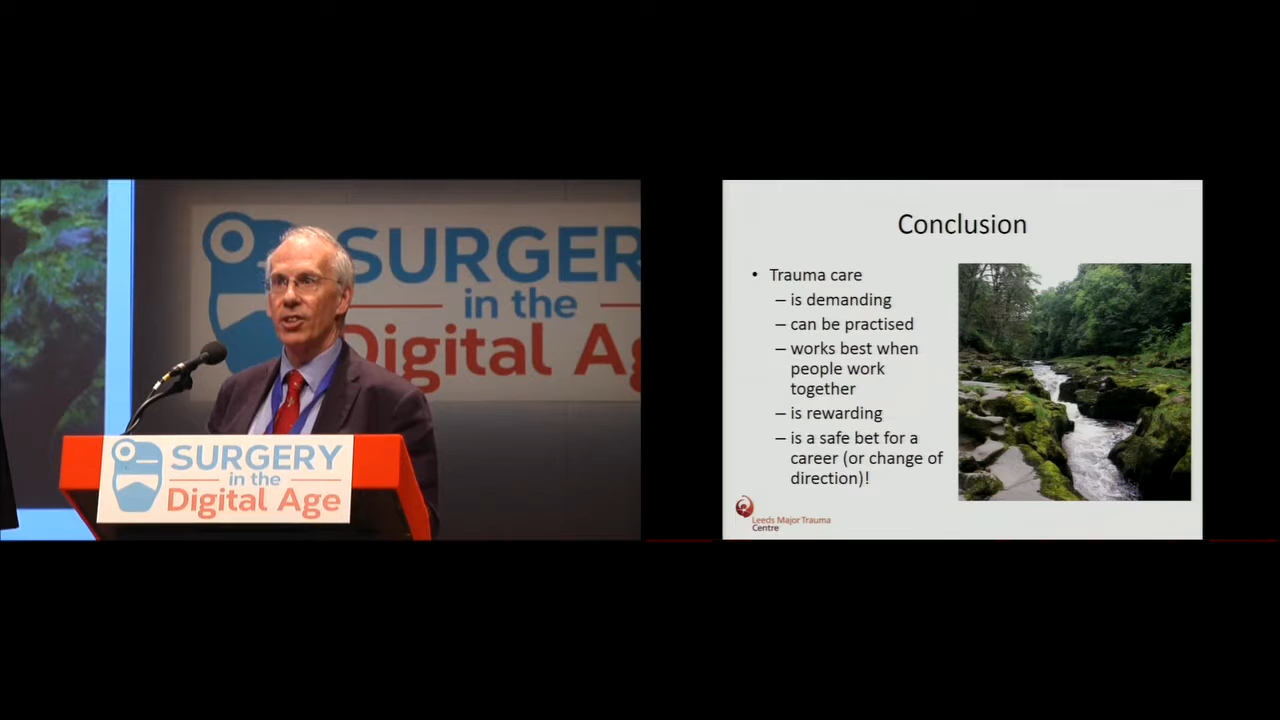 SURGER
in the
Digital Ag
SURGERY
in the
Digital Age
Conclusion
• Trauma care
– is demanding
– can be practised
– works best when
people work
together
– is rewarding
– is a safe bet for a
career (or change of
direction)!
Leeds Major Trauma
Centre